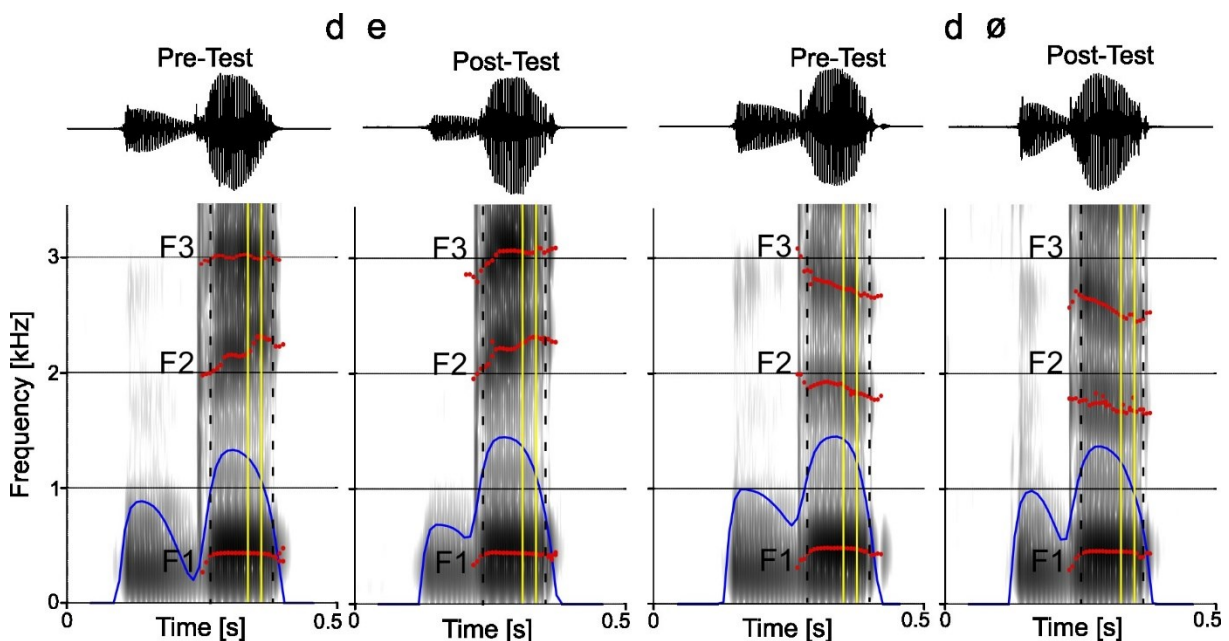 d e
d ø
Pre-Test
Post-Test
Pre-Test
Post-Test
Frequency [kHz]
3
2
1
0
F3
F2
F1
F3
F2
F1
F3
F2
F1
F3
F2
F1
0
Time [s]
0.5
0
Time [s]
0.5
0
Time [s]
0.5
Time [s]
0.5